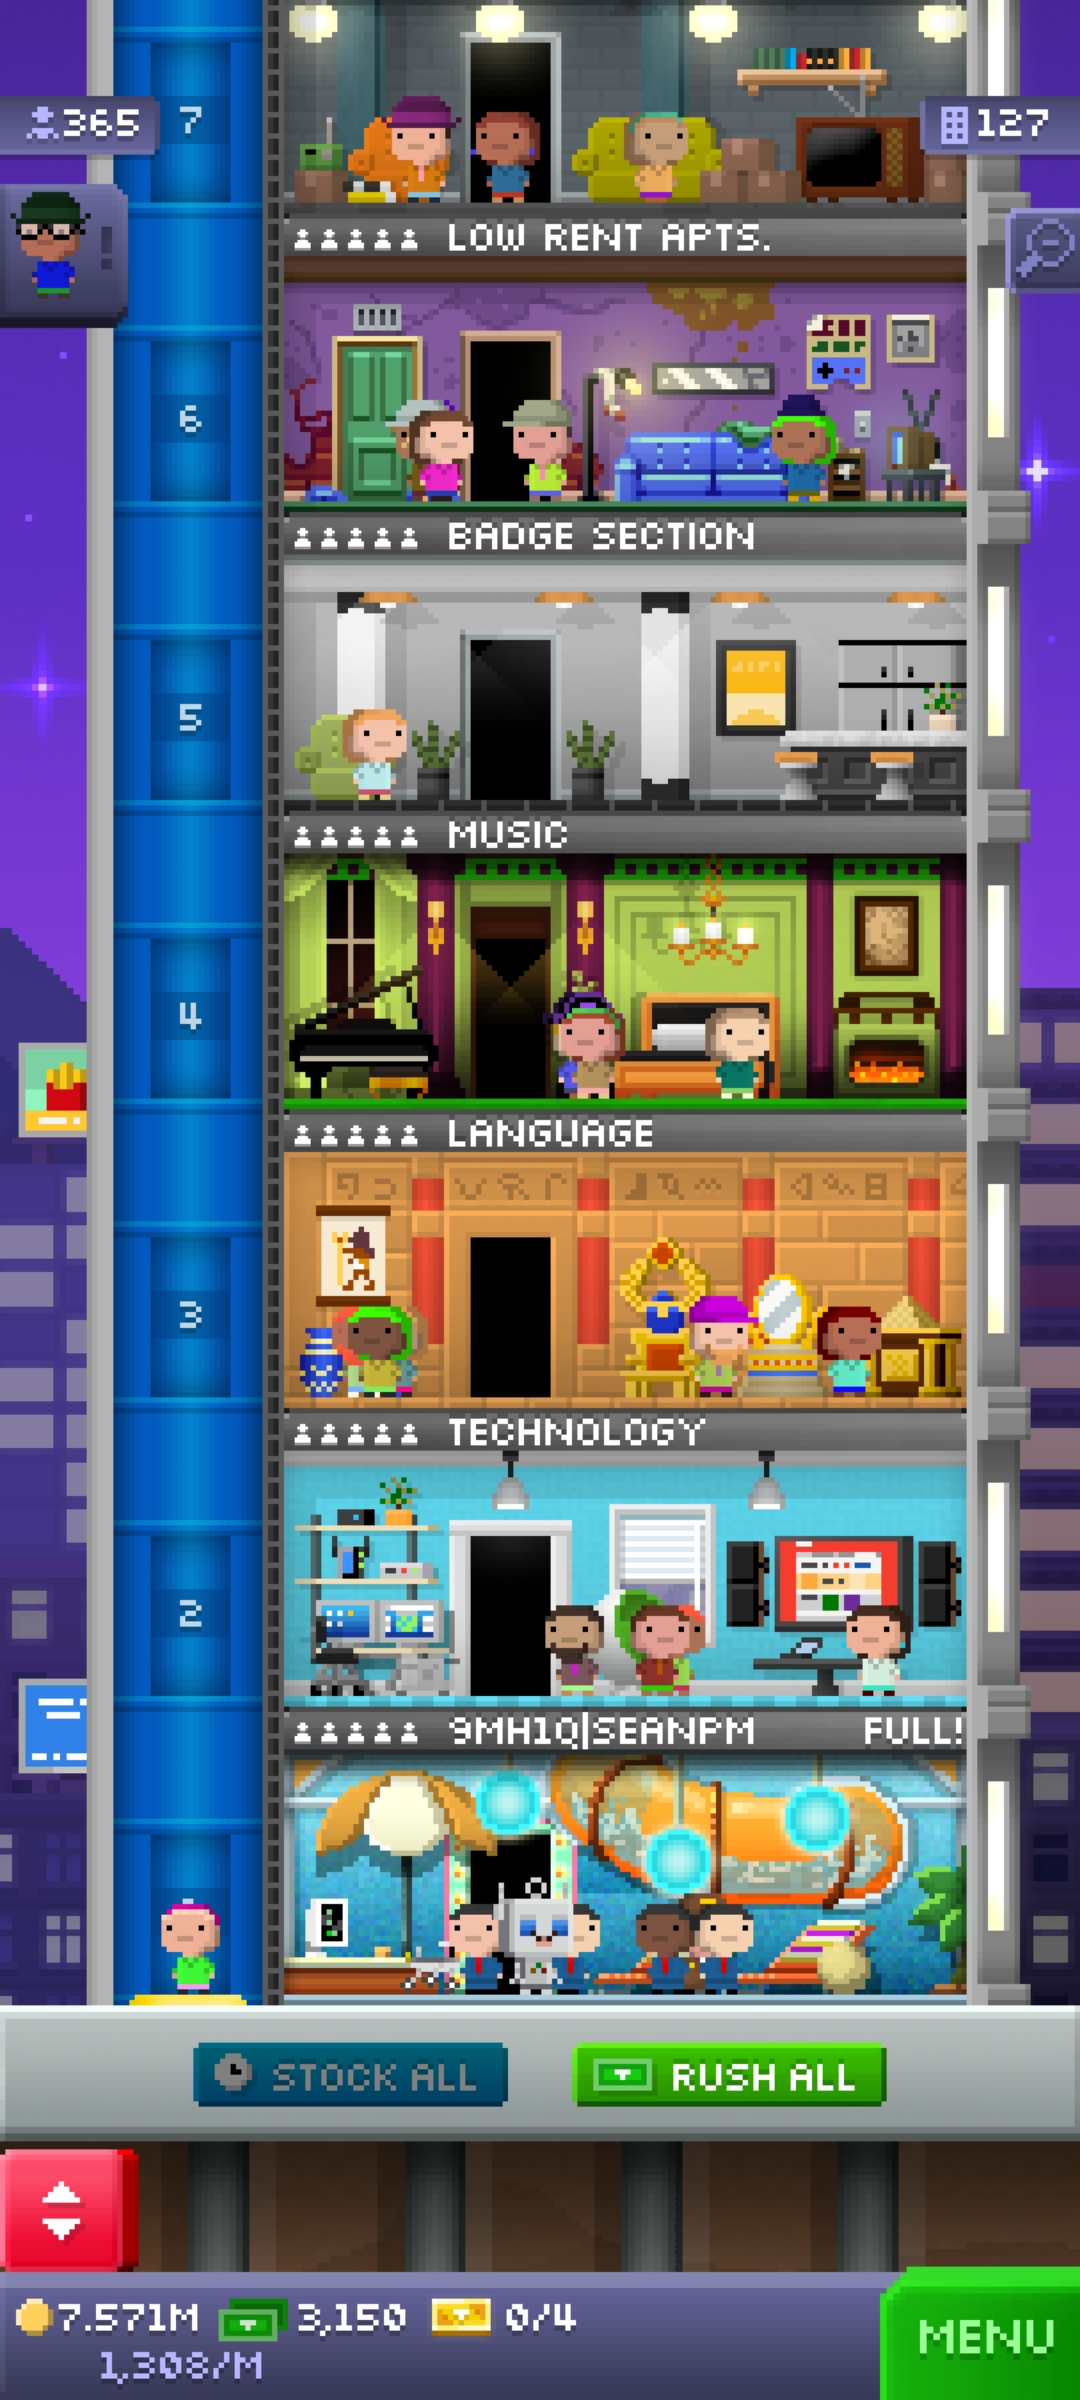 7
365
127
LOW RENT APTS.
6
BADGE SECTION
5
MUSIC
4
LANGUAGE
3
TECHNOLOGY
2
9MH1Q|SEANPM FULL!
STOCK ALL
RUSH ALL
7.571M 3,150 0/4
1,308/M
MENU